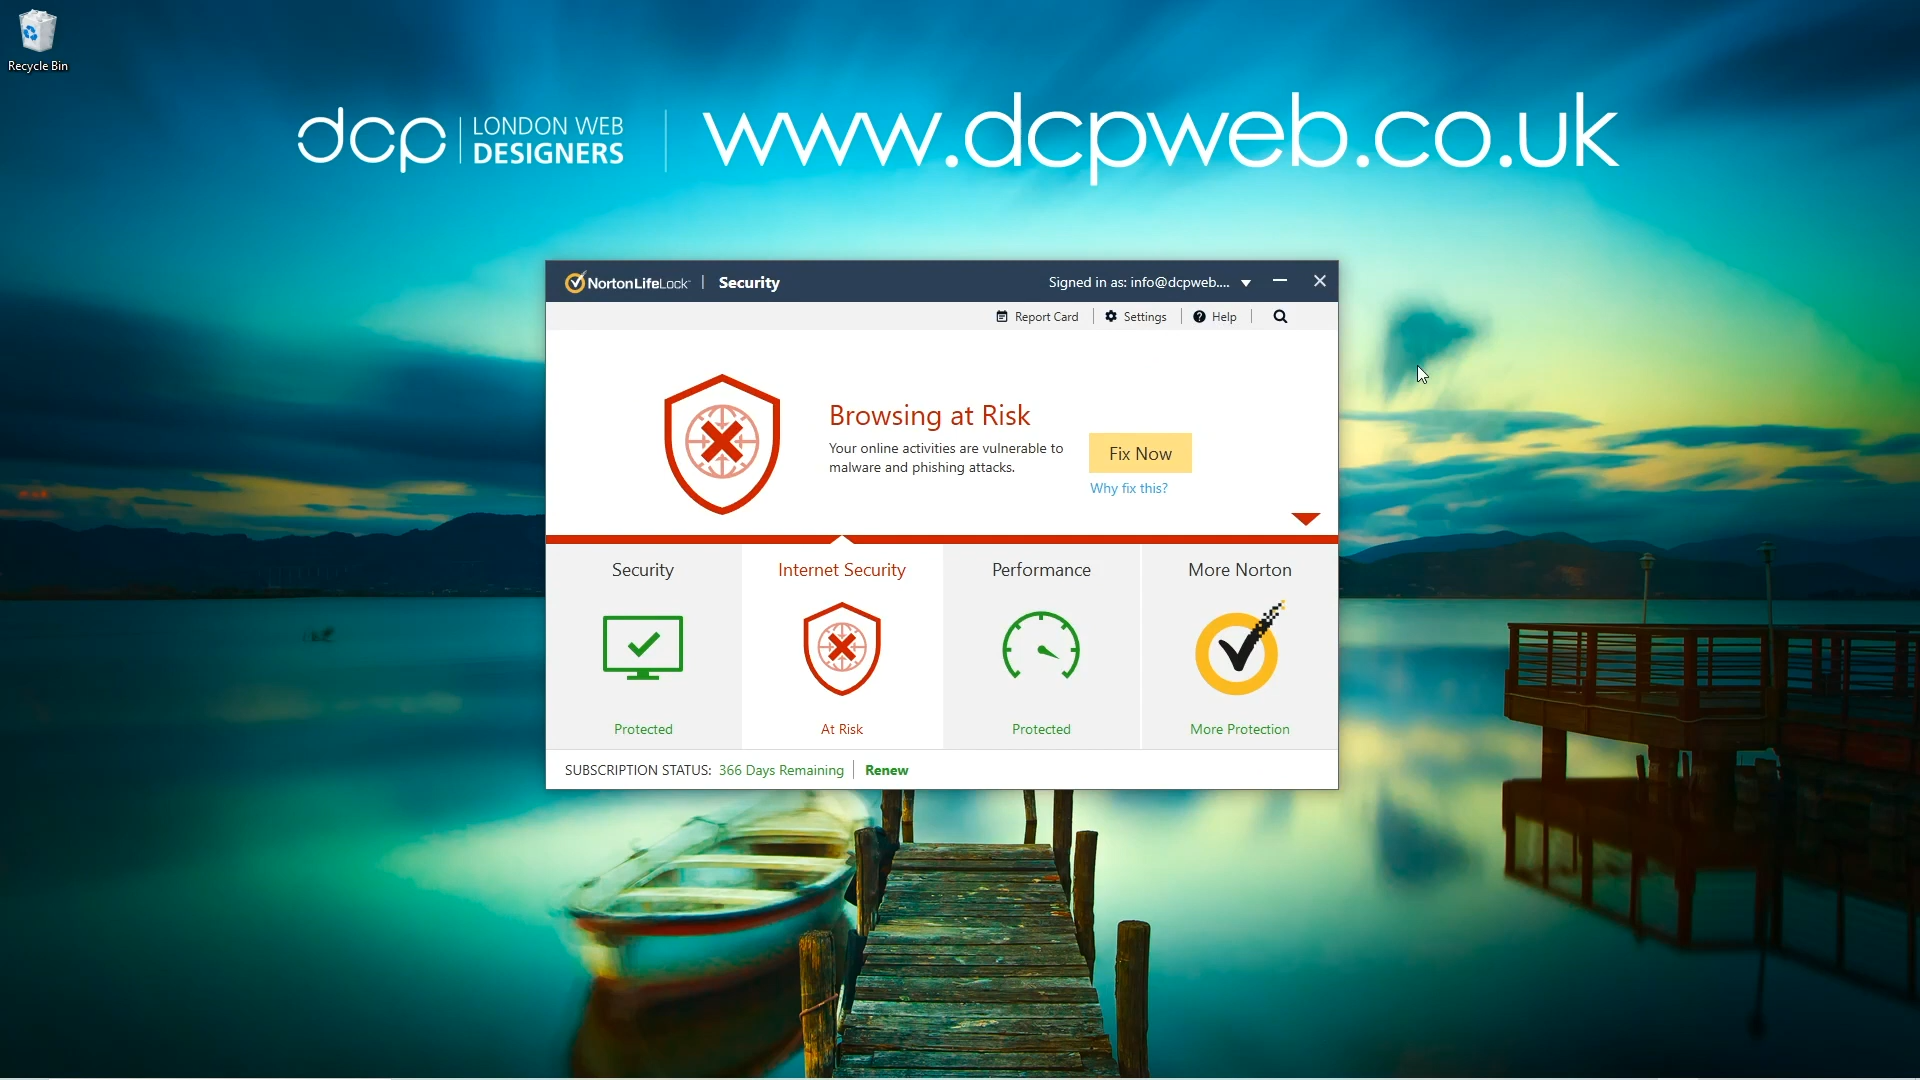 Recycle Bin
dcp | LONDON WEB DESIGNERS | www.dcpweb.co.uk
NortonLifeLock | Security
Signed in as: info@dcpweb....
Report Card | Settings | Help |
Browsing at Risk
Your online activities are vulnerable to
malware and phishing attacks.
Fix Now
Why fix this?
Security
Internet Security
Performance
More Norton
Protected
At Risk
Protected
More Protection
SUBSCRIPTION STATUS: 366 Days Remaining | Renew